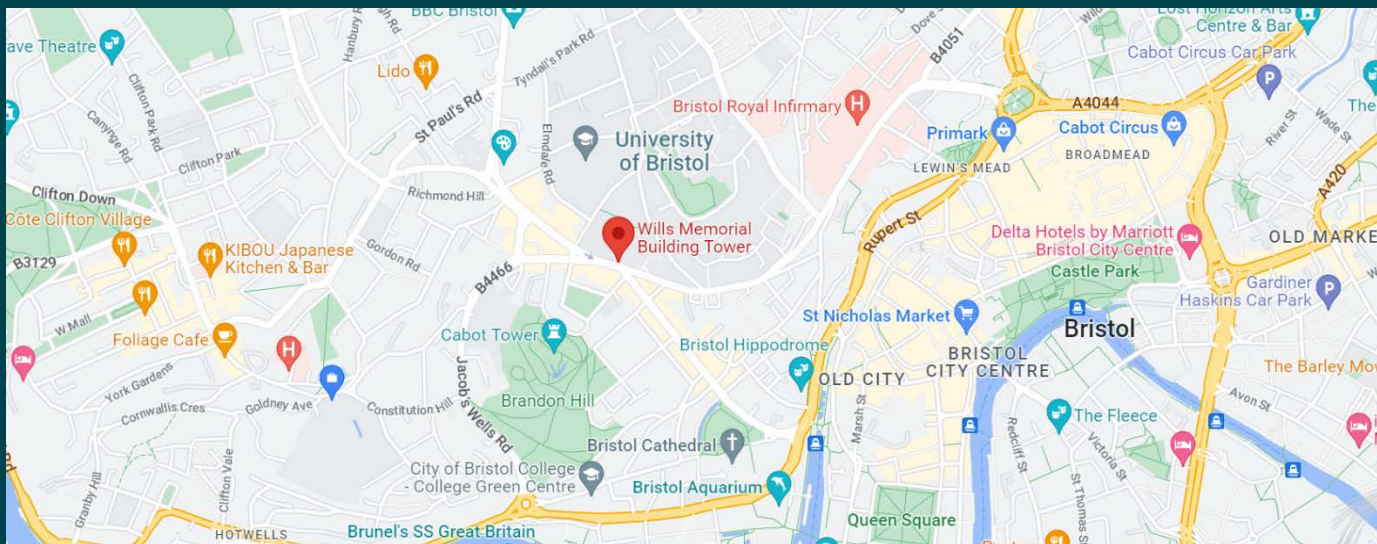 BBC Bristol
Lost Horizon Arts
Centre & Bar
Cabot Circus Car Park
Hanbury Rd
Dove St
B4051
ave Theatre
Lido
Tyndall's Park Rd
St Paul's Rd
Clifton Park Rd
Canynge Rd
Elmdale Rd
Bristol Royal Infirmary
H
University
of Bristol
A4044
P
Primark
Cabot Circus
BROADMEAD
LEWIN'S MEAD
River St
Wade St
The
A420
Clifton Park
Clifton Down
Richmond Hill
Côte Clifton Village
KIBOU Japanese
Kitchen & Bar
Gordon Rd
B3129
B4466
Wills Memorial
Building Tower
Rupert St
Delta Hotels by Marriott
Bristol City Centre
OLD MARKE
Castle Park
Gardiner
Haskins Car Park
P
W Mall
Foliage Cafe
H
Cabot Tower
Bristol Hippodrome
St Nicholas Market
Bristol
BRISTOL
CITY CENTRE
OLD CITY
The Barley Mow
York Gardens
Cornwallis Cres
Goldney Ave
Constitution Hill
Jacob's Wells Rd
Brandon Hill
Marsh St
The Fleece
Avon St
Redcliff St
Victoria St
St Thomas St
Bristol Cathedral
City of Bristol College
- College Green Centre
Bristol Aquarium
Rd
Granby Hill
Clifton Vale
HOTWELLS
Brunel's SS Great Britain
Queen Square